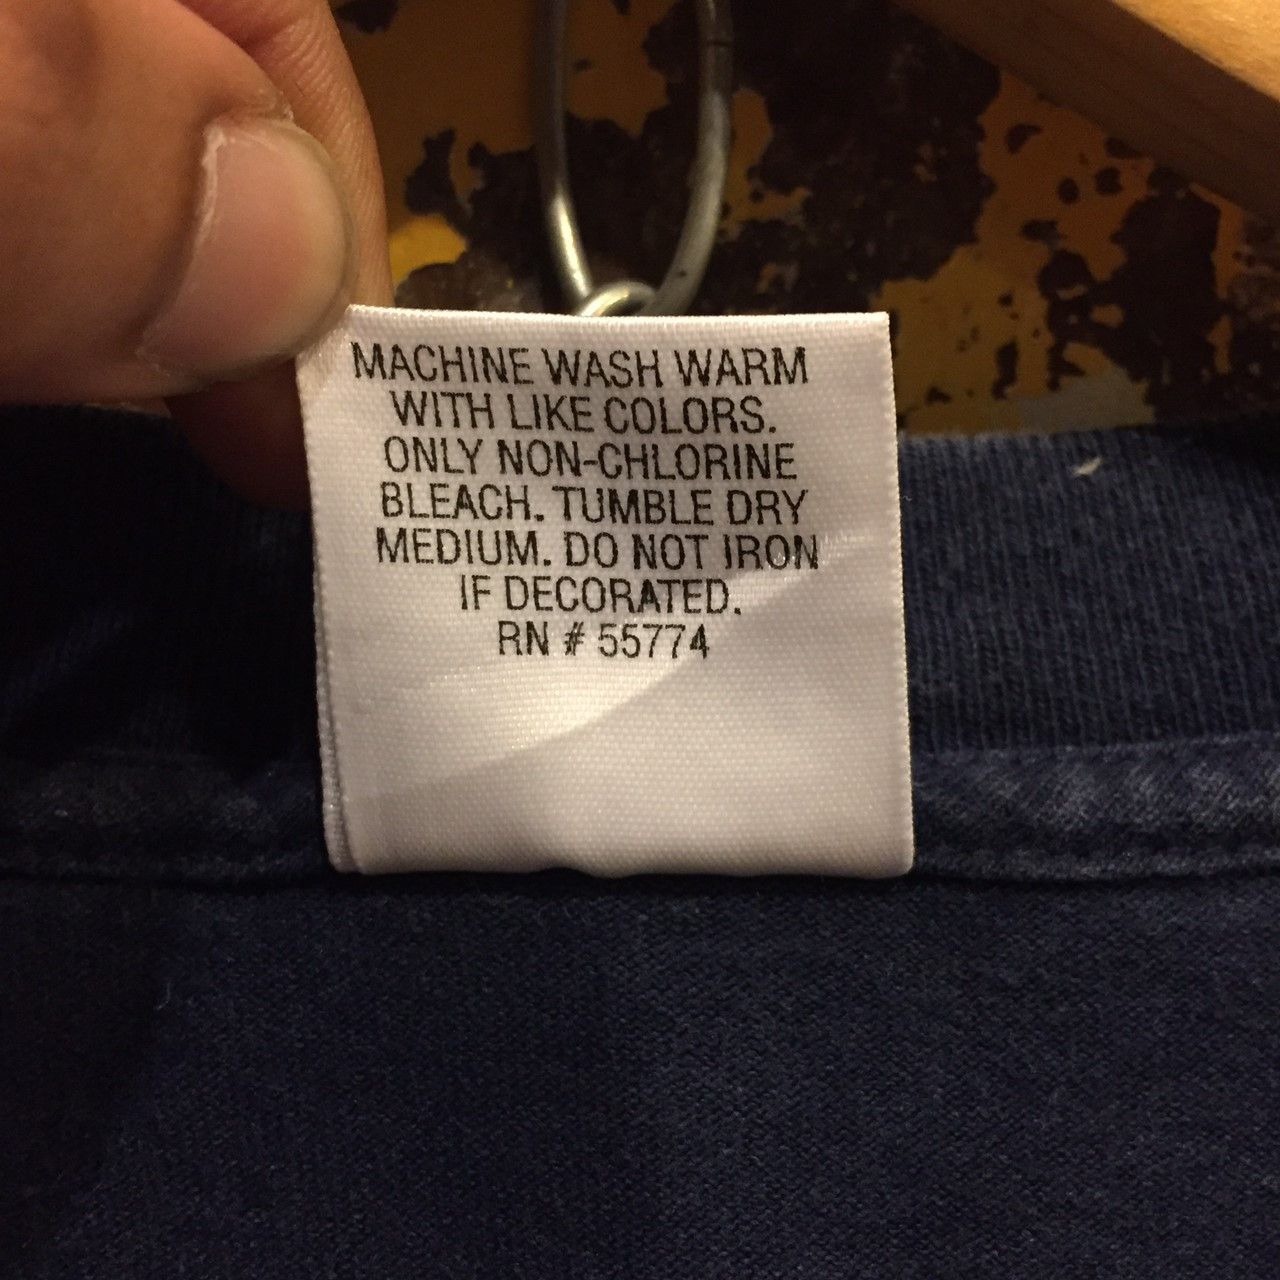 MACHINE WASH WARM
WITH LIKE COLORS.
ONLY NON-CHLORINE
BLEACH. TUMBLE DRY
MEDIUM. DO NOT IRON
IF DECORATED.
RN # 55774